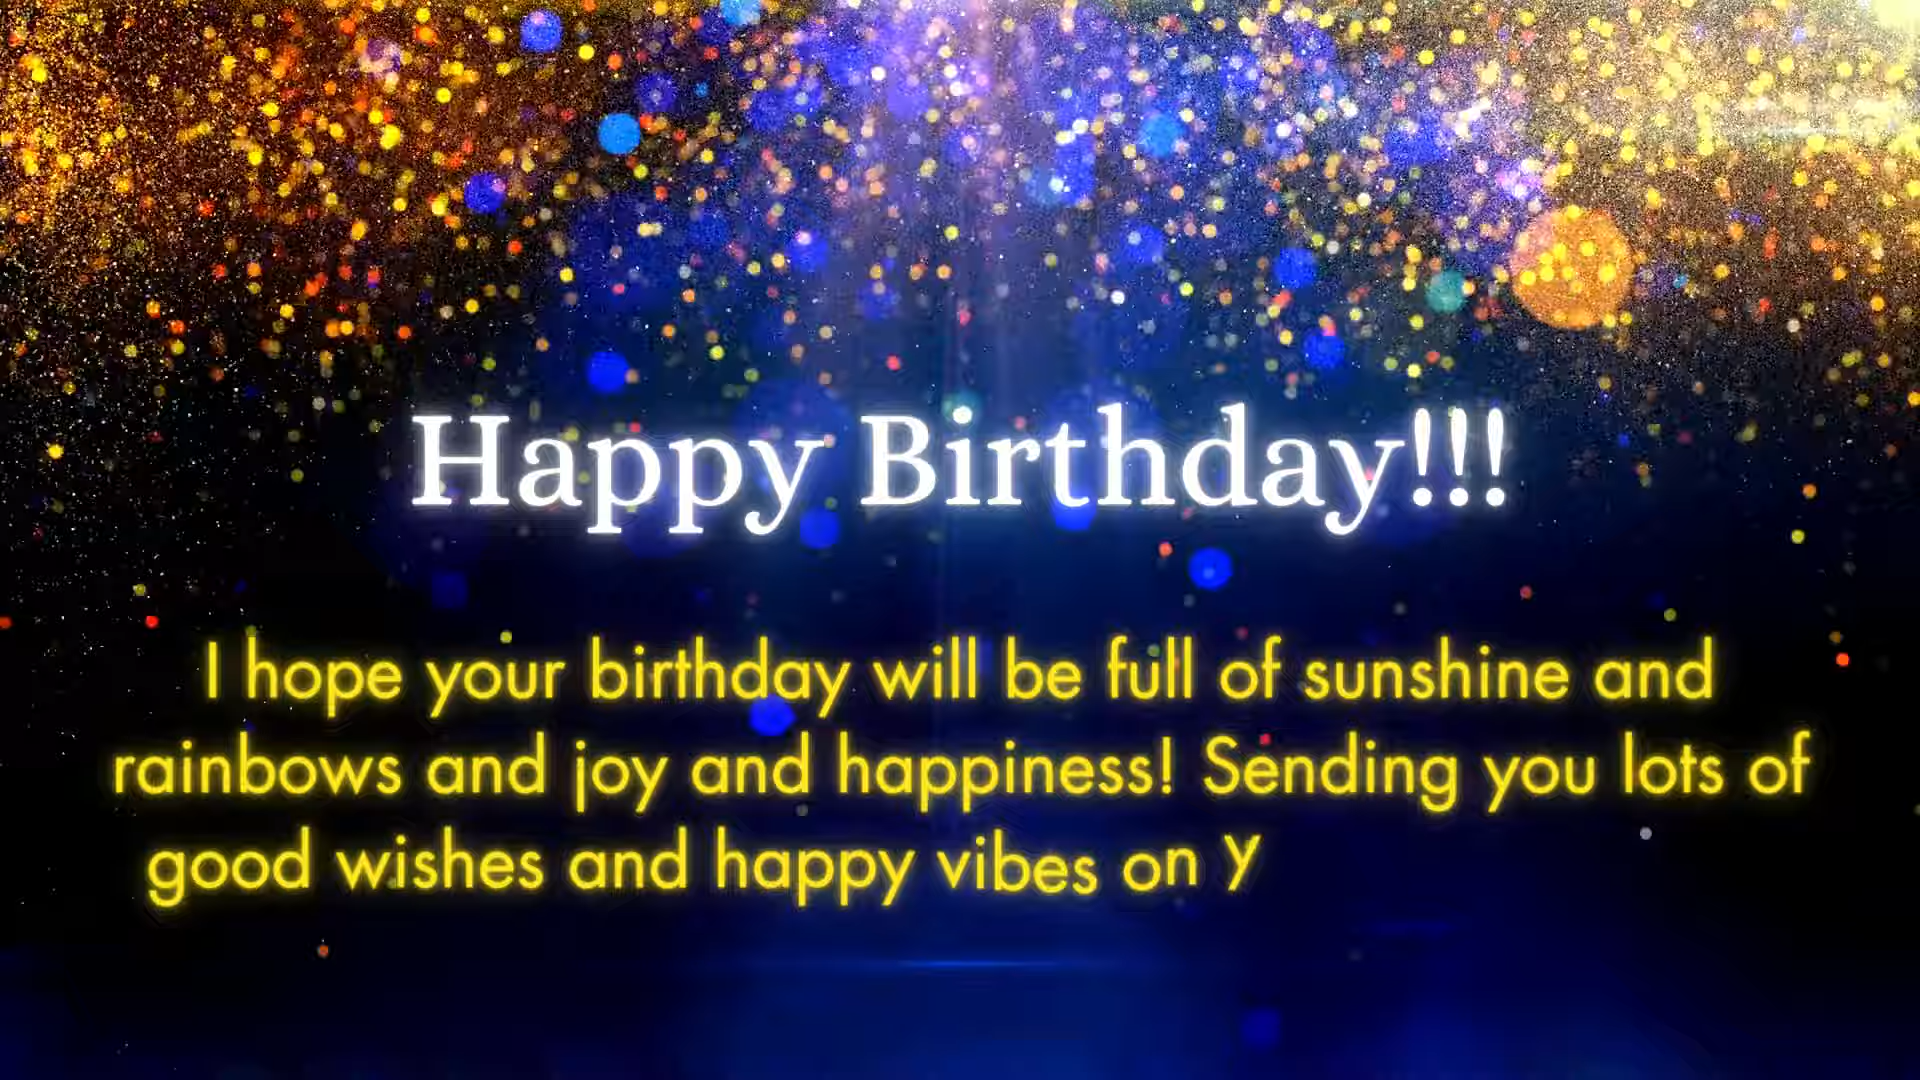 Happy Birthday!!!
I hope your birthday will be full of sunshine and
rainbows and joy and happiness! Sending you lots of
good wishes and happy vibes on y